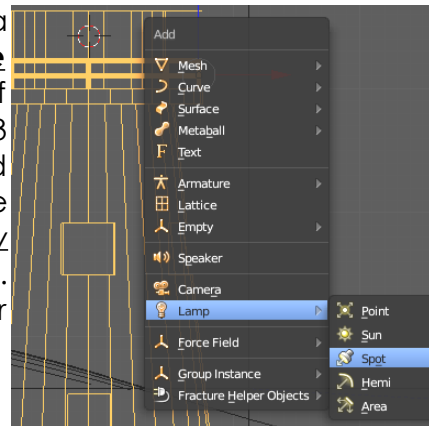 a
e
f
3
d
e
y
.
r
Add
Mesh
Curve
Surface
Metaball
Text
Armature
Lattice
Empty
Speaker
Camera
Lamp
Force Field
Group Instance
Fracture Helper Objects
Point
Sun
Spot
Hemi
Area